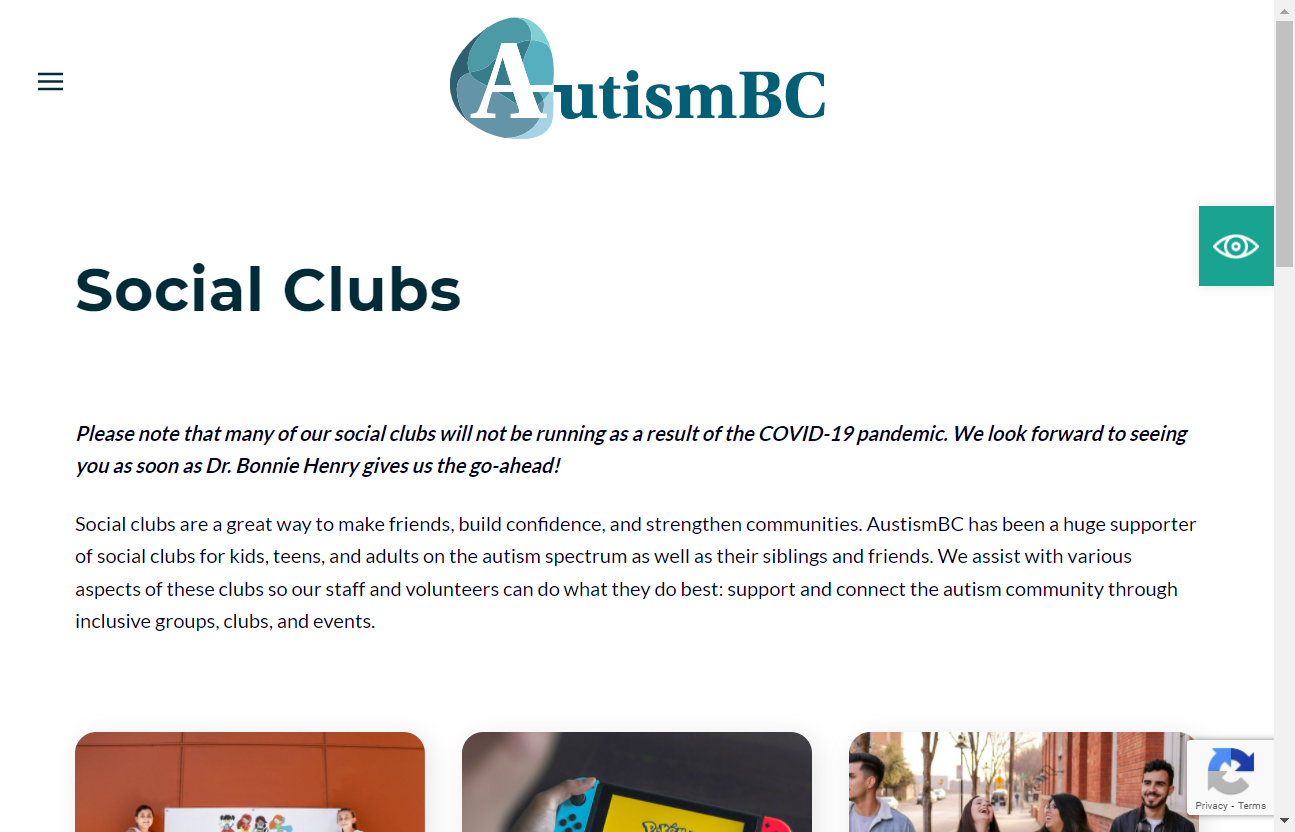 AutismBC
Social Clubs
Please note that many of our social clubs will not be running as a result of the COVID-19 pandemic. We look forward to seeing
you as soon as Dr. Bonnie Henry gives us the go-ahead!
Social clubs are a great way to make friends, build confidence, and strengthen communities. AustismBC has been a huge supporter
of social clubs for kids, teens, and adults on the autism spectrum as well as their siblings and friends. We assist with various
aspects of these clubs so our staff and volunteers can do what they do best: support and connect the autism community through
inclusive groups, clubs, and events.
Privacy - Terms